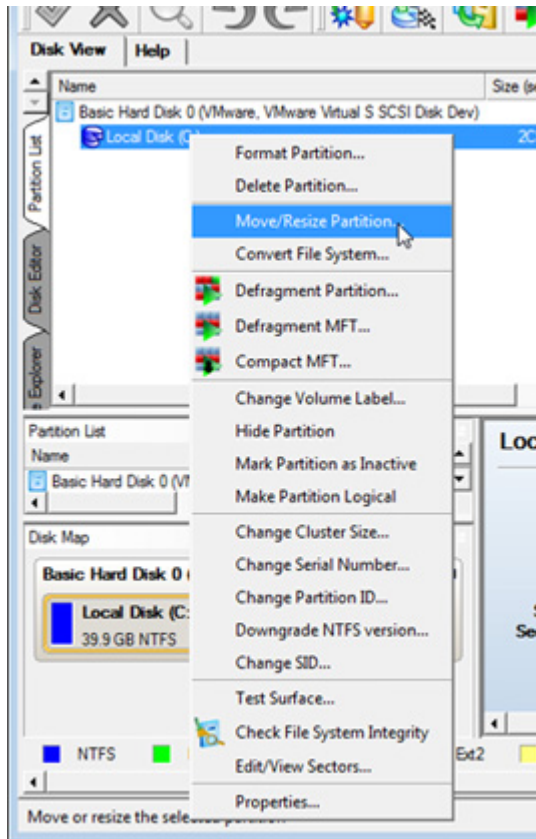 Disk View
Help
Name
Size (se
Basic Hard Disk 0 (VMware, VMware Virtual S SCSI Disk Dev)
Local Disk (C:
Partition List
Disk Editor
Explorer
Format Partition...
Delete Partition...
Move/Resize Partition...
Convert File System...
Defragment Partition...
Defragment MFT...
Compact MFT...
Change Volume Label...
Hide Partition
Mark Partition as Inactive
Make Partition Logical
Change Cluster Size...
Change Serial Number...
Change Partition ID...
Downgrade NTFS version...
Change SID...
Test Surface...
Check File System Integrity
Edit/View Sectors...
Properties...
Partition List
Name
Basic Hard Disk 0 (VM
Loc
Disk Map
Basic Hard Disk 0 (
Local Disk (C:
39.9 GB NTFS
S
Se
NTFS
Ext2
Move or resize the selected partition